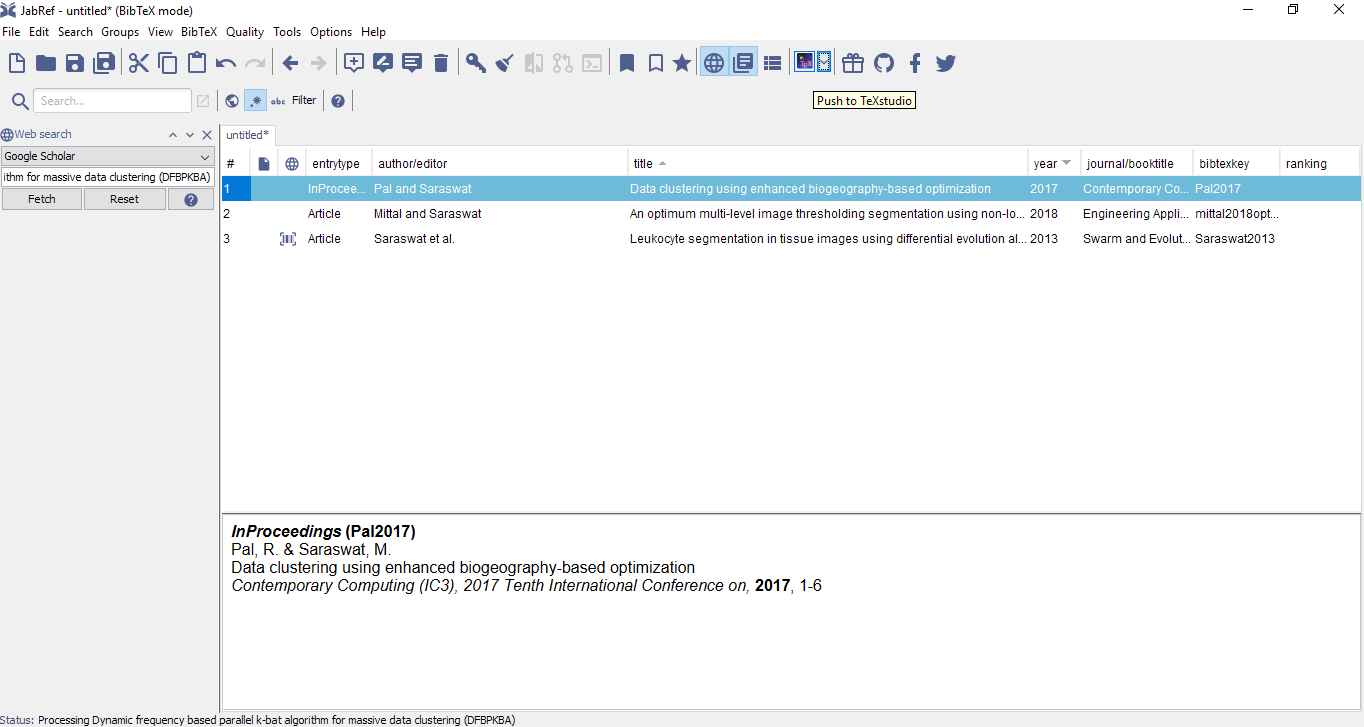 JabRef - untitled* (BibTeX mode)
File Edit Search Groups View BibTeX Quality Tools Options Help
Search... abc Filter
Push to TeXstudio
Web search
Google Scholar
ithm for massive data clustering (DFBPKBA)
Fetch Reset
untitled*
# entrytype author/editor title year journal/booktitle bibtexkey ranking
1 InProcee... Pal and Saraswat Data clustering using enhanced biogeography-based optimization 2017 Contemporary Co... Pal2017
2 Article Mittal and Saraswat An optimum multi-level image thresholding segmentation using non-lo... 2018 Engineering Appli... mittal2018opt...
3 Article Saraswat et al. Leukocyte segmentation in tissue images using differential evolution al... 2013 Swarm and Evolut... Saraswat2013
InProceedings (Pal2017)
Pal, R. & Saraswat, M.
Data clustering using enhanced biogeography-based optimization
Contemporary Computing (IC3), 2017 Tenth International Conference on, 2017, 1-6
Status: Processing Dynamic frequency based parallel k-bat algorithm for massive data clustering (DFBPKBA)